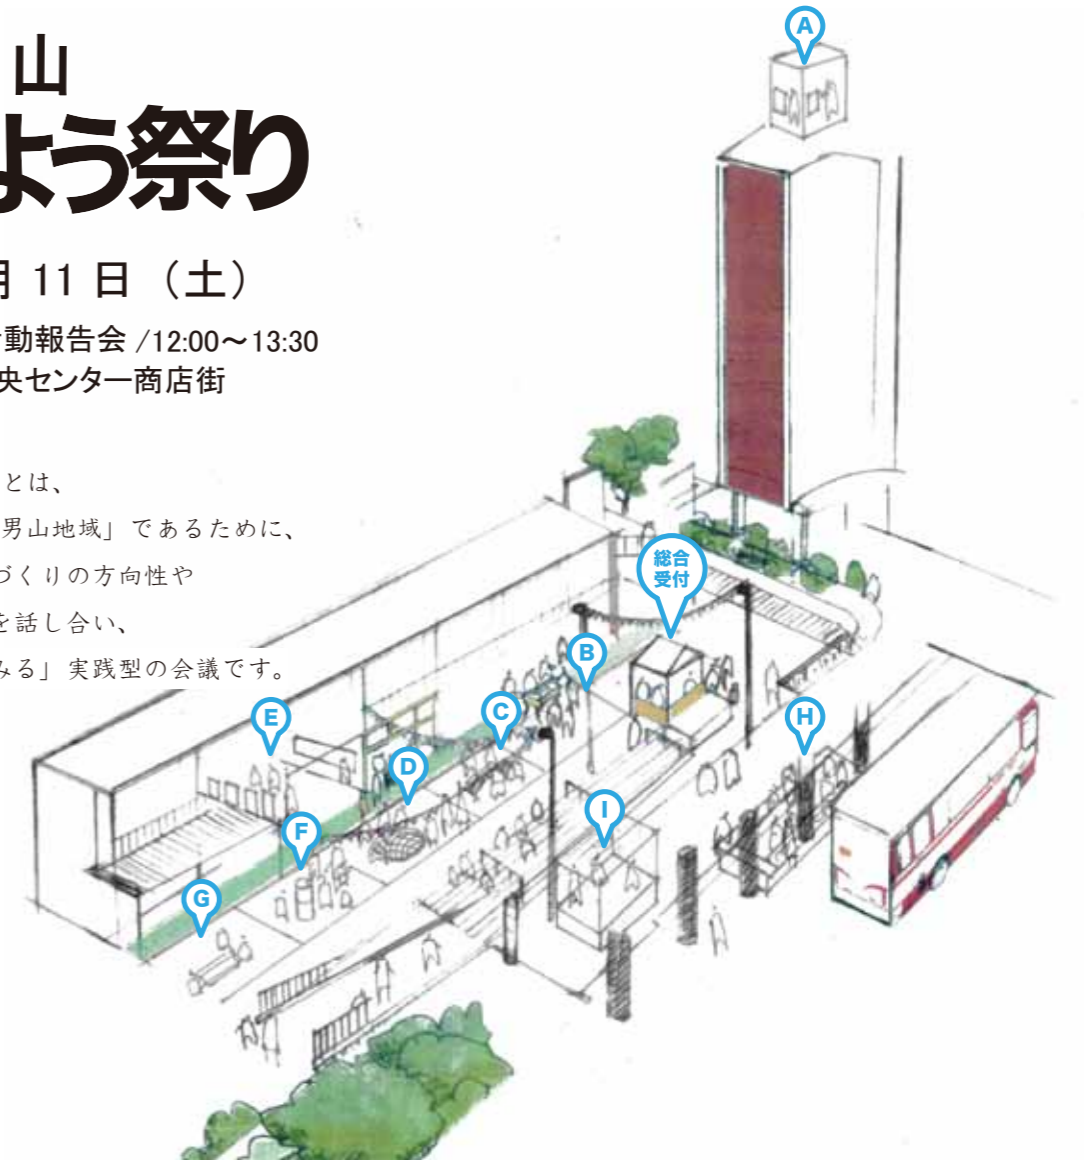 山
よう祭り
月 11 日（土）
動報告会 /12:00〜13:30
央センター商店街
とは、
男山地域」であるために、
づくりの方向性や
を話し合い、
みる」実践型の会議です。
A
総合
受付
B
C
H
E
D
I
F
G